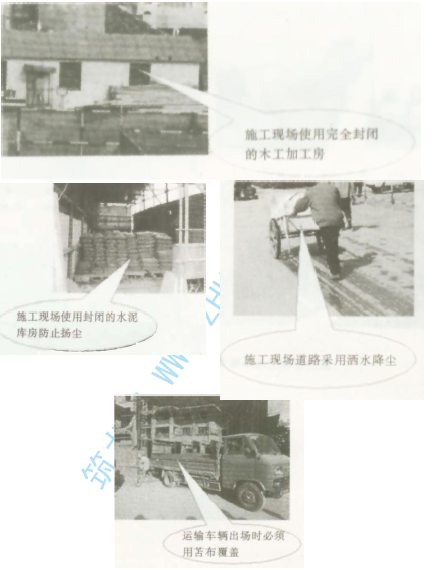 施工现场使用完全封闭
的木工加工房
施工现场使用封闭的水泥
库房防止扬尘
施工现场道路采用洒水降尘
运输车辆出场时必须
用苫布覆盖